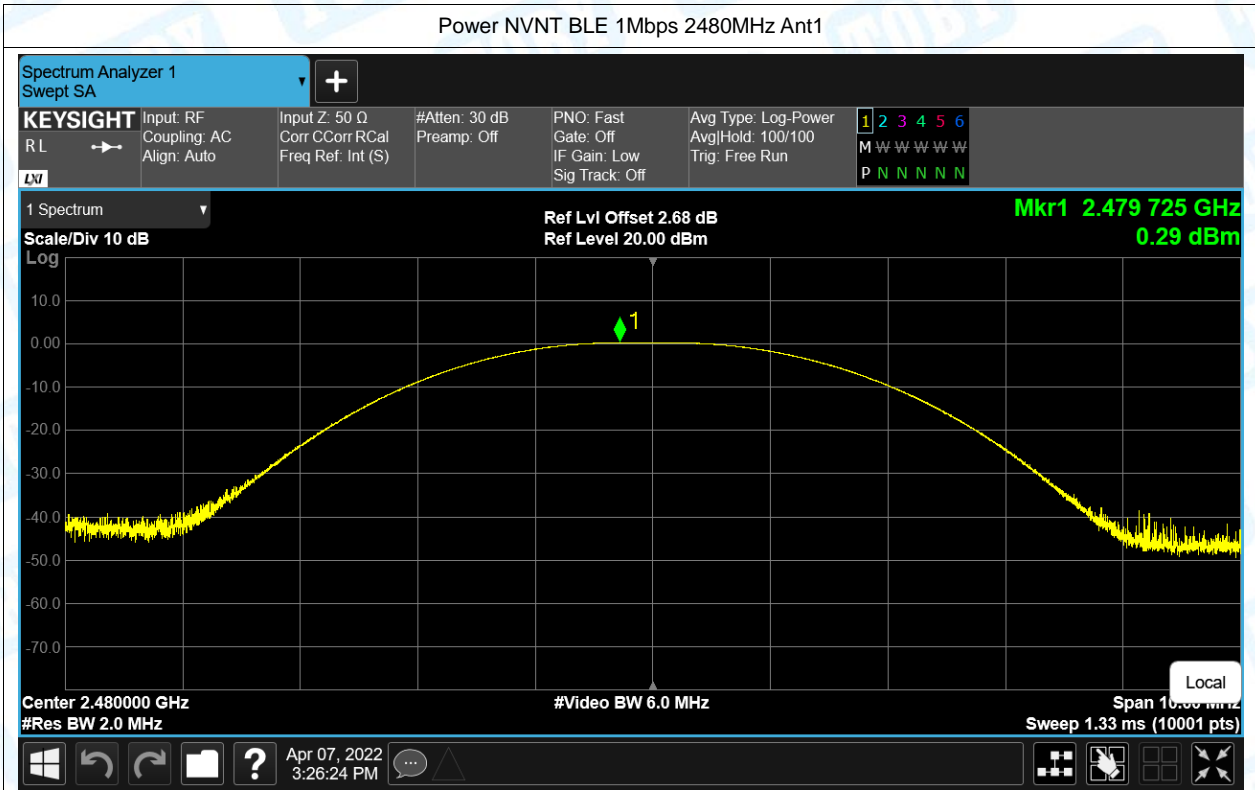 Power NVNT BLE 1Mbps 2480MHz Ant1
Spectrum Analyzer 1
Swept SA
KEYSIGHT
R L
LXI
Input: RF
Coupling: AC
Align: Auto
Input Z: 50 Ω
Corr CCorr RCal
Freq Ref: Int (S)
#Atten: 30 dB
Preamp: Off
PNO: Fast
Gate: Off
IF Gain: Low
Sig Track: Off
Avg Type: Log-Power
Avg|Hold: 100/100
Trig: Free Run
1 2 3 4 5 6
M W W W W W
P N N N N N
1 Spectrum
Scale/Div 10 dB
Ref Lvl Offset 2.68 dB
Ref Level 20.00 dBm
Mkr1 2.479 725 GHz
0.29 dBm
Log
10.0
0.00
-10.0
-20.0
-30.0
-40.0
-50.0
-60.0
-70.0
1
Local
Center 2.480000 GHz
#Video BW 6.0 MHz
Span 10.00 MHz
#Res BW 2.0 MHz
Sweep 1.33 ms (10001 pts)
?
Apr 07, 2022
3:26:24 PM